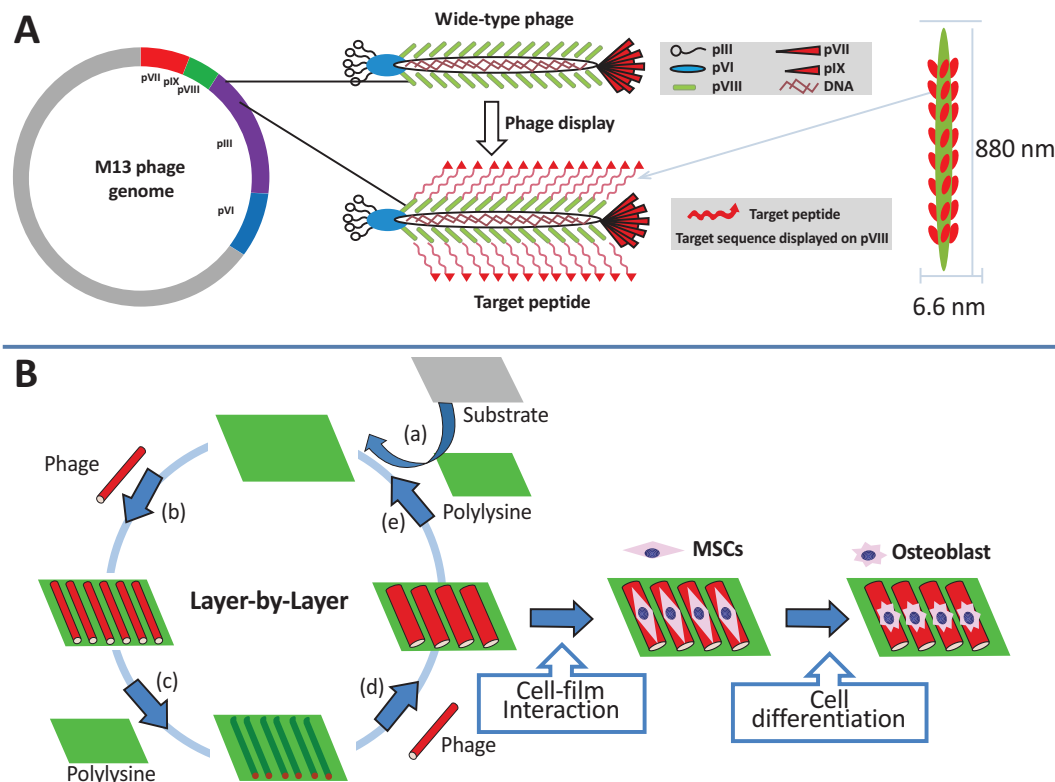 A
Wide-type phage
pVII
pIX
pVIII
pIII
pVI
M13 phage
genome
pIII
pVI
pVIII
pVII
pIX
DNA
Phage display
880 nm
Target peptide
Target sequence displayed on pVIII
Target peptide
6.6 nm
B
Substrate
(a)
Phage
(b)
Polylysine
(e)
Layer-by-Layer
MSCs
Osteoblast
(c)
(d)
Polylysine
Phage
Cell-film
Interaction
Cell
differentiation